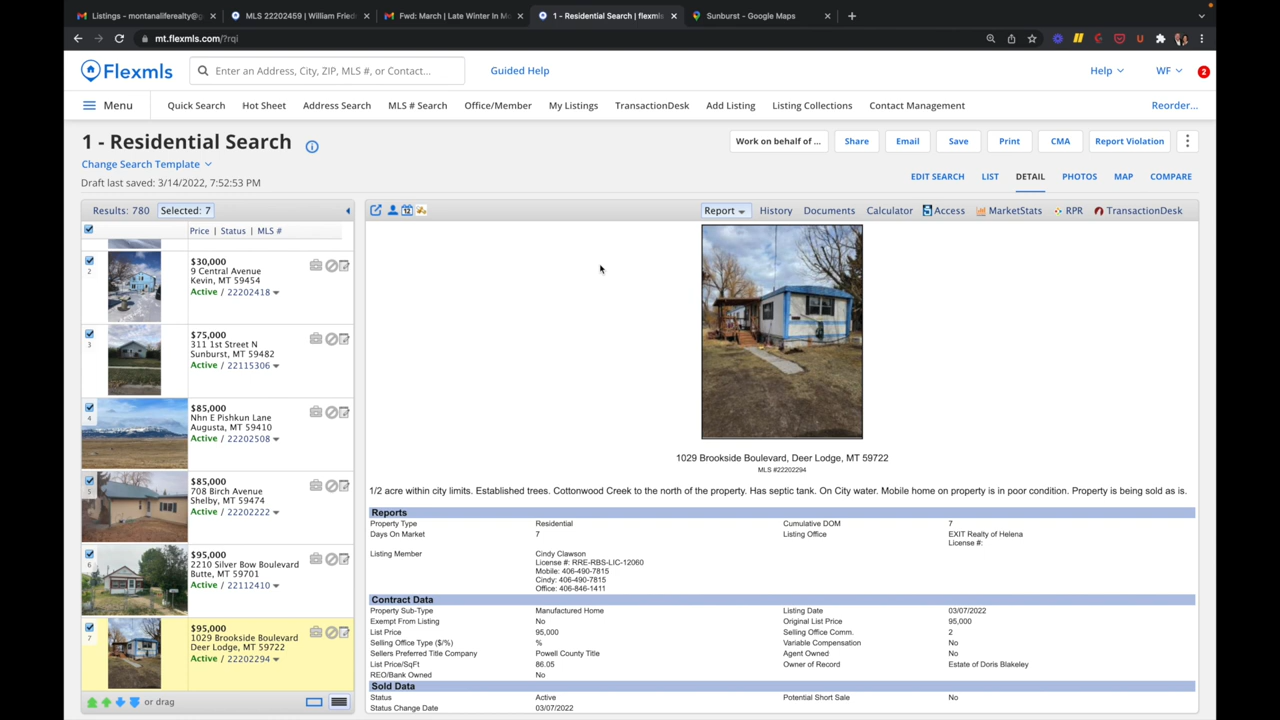 Listings - montanaliferealty@g
MLS 22202459 | William Fried
Fwd: March | Late Winter In M
1 - Residential Search | flexmls
Sunburst - Google Maps
mt.flexmls.com/?rqi
Flexmls
Enter an Address, City, ZIP, MLS #, or Contact...
Guided Help
Help
WF
2
Menu
Quick Search
Hot Sheet
Address Search
MLS # Search
Office/Member
My Listings
TransactionDesk
Add Listing
Listing Collections
Contact Management
Reorder...
1 - Residential Search
Work on behalf of ...
Share
Email
Save
Print
CMA
Report Violation
Change Search Template
Draft last saved: 3/14/2022, 7:52:53 PM
EDIT SEARCH
LIST
DETAIL
PHOTOS
MAP
COMPARE
Results: 780
Selected: 7
Report
History
Documents
Calculator
Access
MarketStats
RPR
TransactionDesk
Price | Status | MLS #
2
$30,000
9 Central Avenue
Kevin, MT 59454
Active / 22202418
3
$75,000
311 1st Street N
Sunburst, MT 59482
Active / 22115306
4
$85,000
Nhn E Pishkun Lane
Augusta, MT 59410
Active / 22202508
5
$85,000
708 Birch Avenue
Shelby, MT 59474
Active / 22202222
6
$95,000
2210 Silver Bow Boulevard
Butte, MT 59701
Active / 22112410
7
$95,000
1029 Brookside Boulevard
Deer Lodge, MT 59722
Active / 22202294
or drag
1029 Brookside Boulevard, Deer Lodge, MT 59722
MLS #22202294
1/2 acre within city limits. Established trees. Cottonwood Creek to the north of the property. Has septic tank. On City water. Mobile home on property is in poor condition. Property is being sold as is.
Reports
Property Type Residential Cumulative DOM 7
Days On Market 7 Listing Office EXIT Realty of Helena
License #:
Listing Member Cindy Clawson
License #: RRE-RBS-LIC-12060
Mobile: 406-490-7815
Cindy: 406-490-7815
Office: 406-846-1411
Contract Data
Property Sub-Type Manufactured Home Listing Date 03/07/2022
Exempt From Listing No Original List Price 95,000
List Price 95,000 Selling Office Comm. 2
Selling Office Type ($/%) % Variable Compensation No
Sellers Preferred Title Company Powell County Title Agent Owned No
List Price/SqFt 86.05 Owner of Record Estate of Doris Blakeley
REO/Bank Owned No
Sold Data
Status Active Potential Short Sale No
Status Change Date 03/07/2022